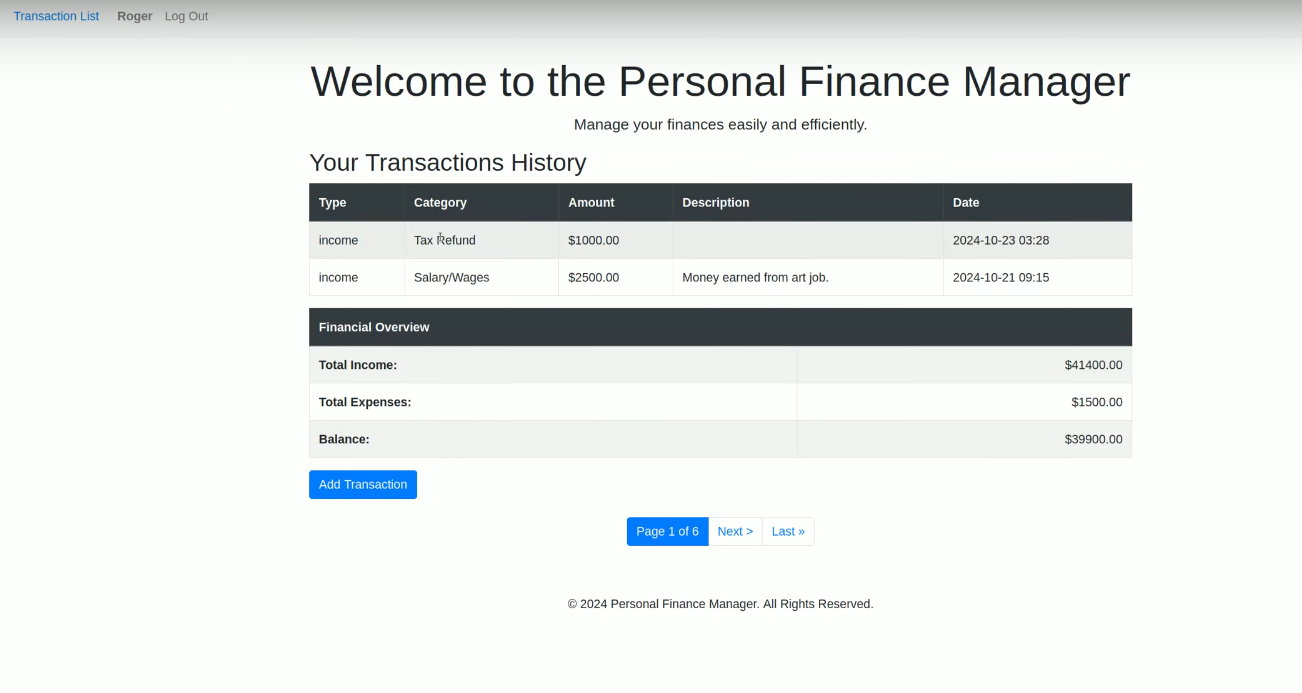 Transaction List Roger Log Out
Welcome to the Personal Finance Manager
Manage your finances easily and efficiently.
Your Transactions History
Type Category Amount Description Date
income Tax Refund $1000.00 2024-10-23 03:28
income Salary/Wages $2500.00 Money earned from art job. 2024-10-21 09:15
Financial Overview
Total Income: $41400.00
Total Expenses: $1500.00
Balance: $39900.00
Add Transaction
Page 1 of 6 Next > Last »
© 2024 Personal Finance Manager. All Rights Reserved.